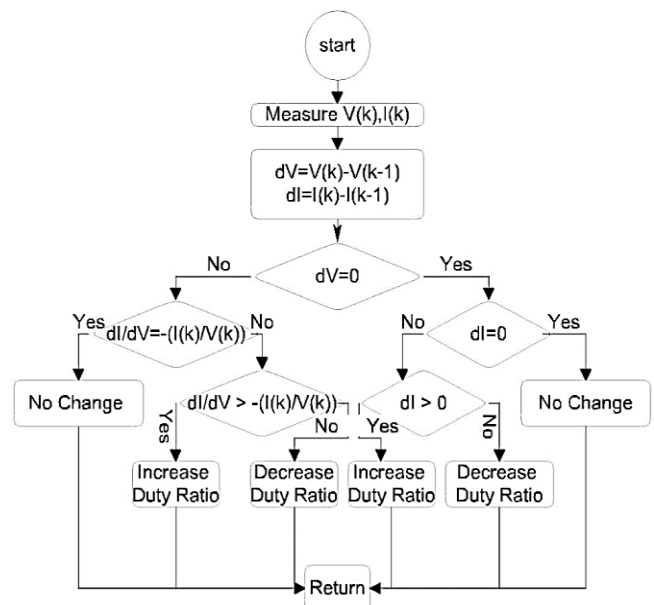 start
Measure V(k),I(k)
dV=V(k)-V(k-1)
dI=I(k)-I(k-1)
No
dV=0
Yes
Yes
dI/dV=-(I(k)/V(k))
No
No
dI=0
Yes
No Change
dI/dV > -(I(k)/V(k))
dI > 0
No Change
Yes
No
Yes
No
Increase
Duty Ratio
Decrease
Duty Ratio
Increase
Duty Ratio
Decrease
Duty Ratio
Return